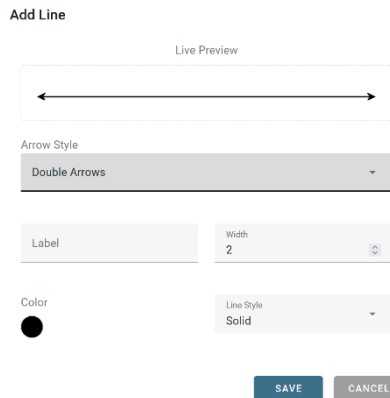 Add Line
Live Preview
Arrow Style
Double Arrows
Label
Width
2
Color
Line Style
Solid
SAVE
CANCEL